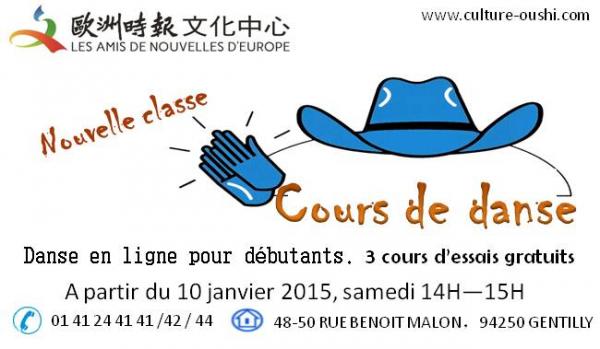 www.culture-oushi.com
歐洲時報文化中心
LES AMIS DE NOUVELLES D'EUROPE
Nouvelle classe
Cours de danse
Danse en ligne pour débutants. 3 cours d'essais gratuits
A partir du 10 janvier 2015, samedi 14H—15H
01 41 24 41 41 /42 / 44 48-50 RUE BENOIT MALON，94250 GENTILLY